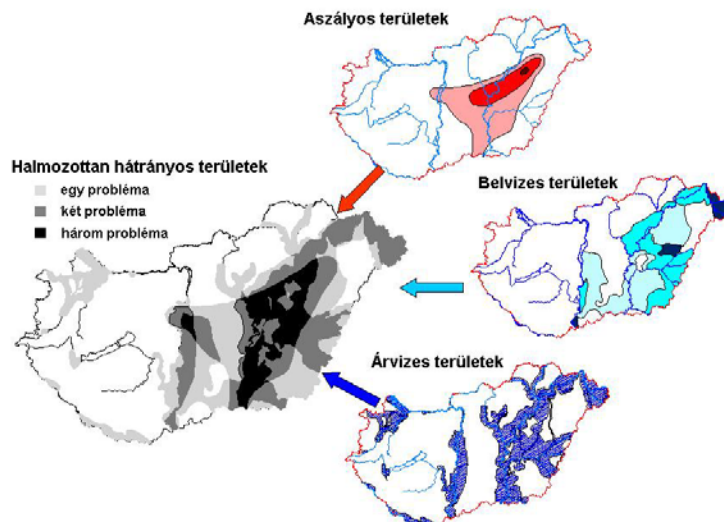 Aszályos területek
Halmozottan hátrányos területek
egy probléma
két probléma
három probléma
Belvizes területek
Árvizes területek